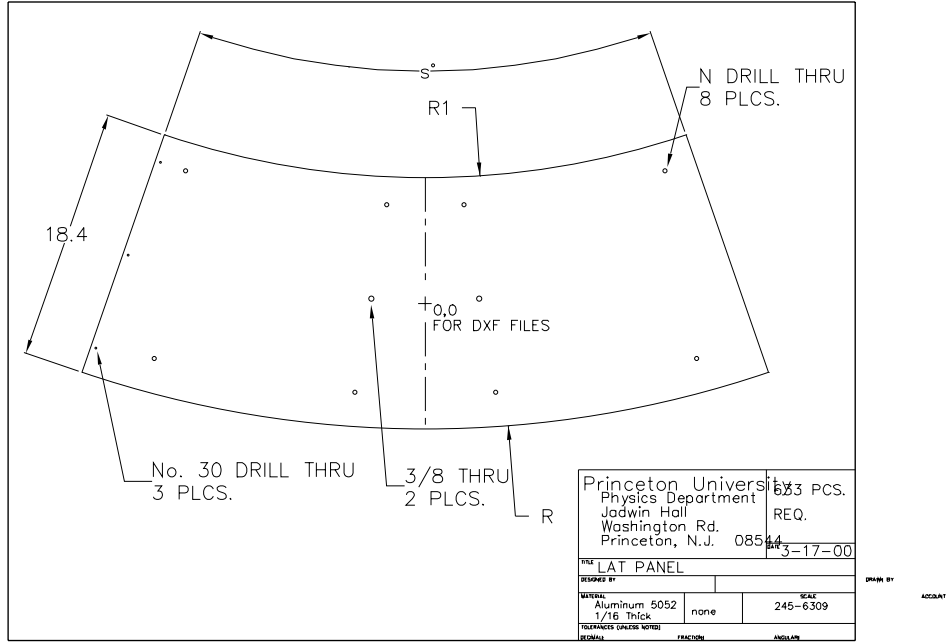 S°
N DRILL THRU
8 PLCS.
R1
18.4
0,0
FOR DXF FILES
No. 30 DRILL THRU
3 PLCS.
3/8 THRU
2 PLCS.
R
Princeton University
Physics Department
Jadwin Hall
Washington Rd.
Princeton, N.J. 08544
633 PCS.
REQ.
DATE 3-17-00
TITLE LAT PANEL
DESIGNED BY
DRAWN BY
ACCOUNT
MATERIAL
Aluminum 5052
1/16 Thick
none
SCALE
245-6309
TOLERANCES (UNLESS NOTED)
DECIMALS FRACTIONS ANGULAR